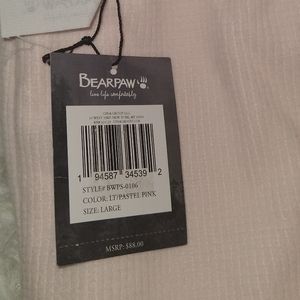 BEARPAW
live life comfortably
1 94587 34539 2
STYLE# BWPS-0106
COLOR: LT/PASTEL PINK
SIZE: LARGE
MSRP: $88.00